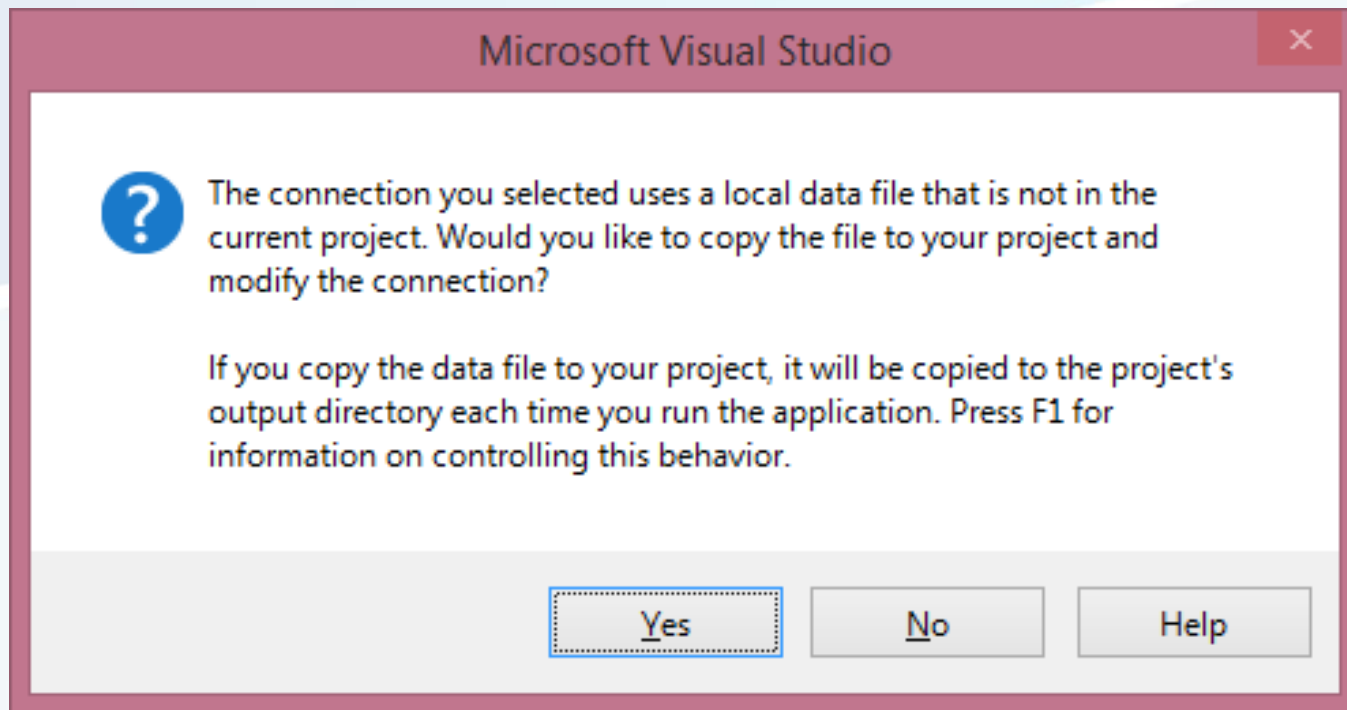 Microsoft Visual Studio
The connection you selected uses a local data file that is not in the
current project. Would you like to copy the file to your project and
modify the connection?
If you copy the data file to your project, it will be copied to the project's
output directory each time you run the application. Press F1 for
information on controlling this behavior.
Yes
No
Help